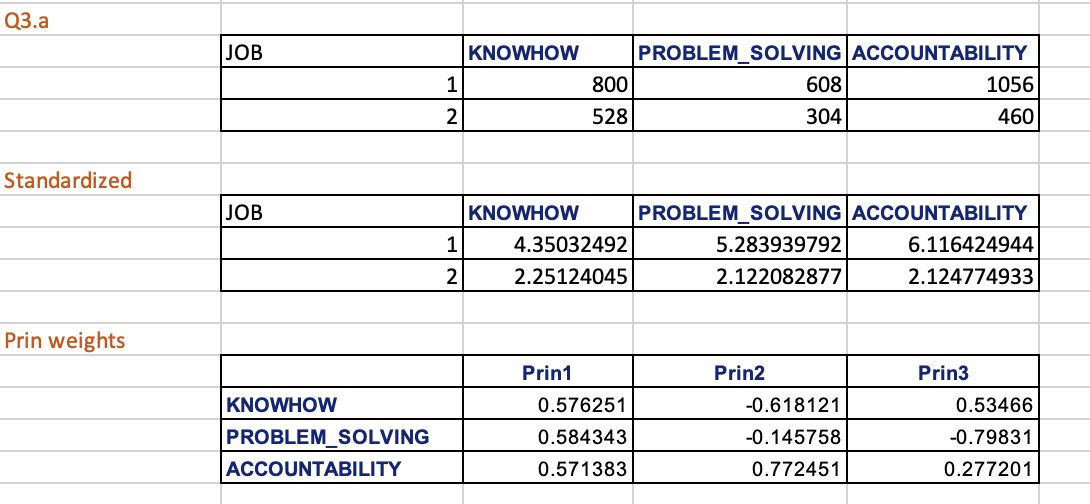 Q3.a
JOB KNOWHOW PROBLEM_SOLVING ACCOUNTABILITY
1 800 608 1056
2 528 304 460
Standardized
JOB KNOWHOW PROBLEM_SOLVING ACCOUNTABILITY
1 4.35032492 5.283939792 6.116424944
2 2.25124045 2.122082877 2.124774933
Prin weights
Prin1 Prin2 Prin3
KNOWHOW 0.576251 -0.618121 0.53466
PROBLEM_SOLVING 0.584343 -0.145758 -0.79831
ACCOUNTABILITY 0.571383 0.772451 0.277201